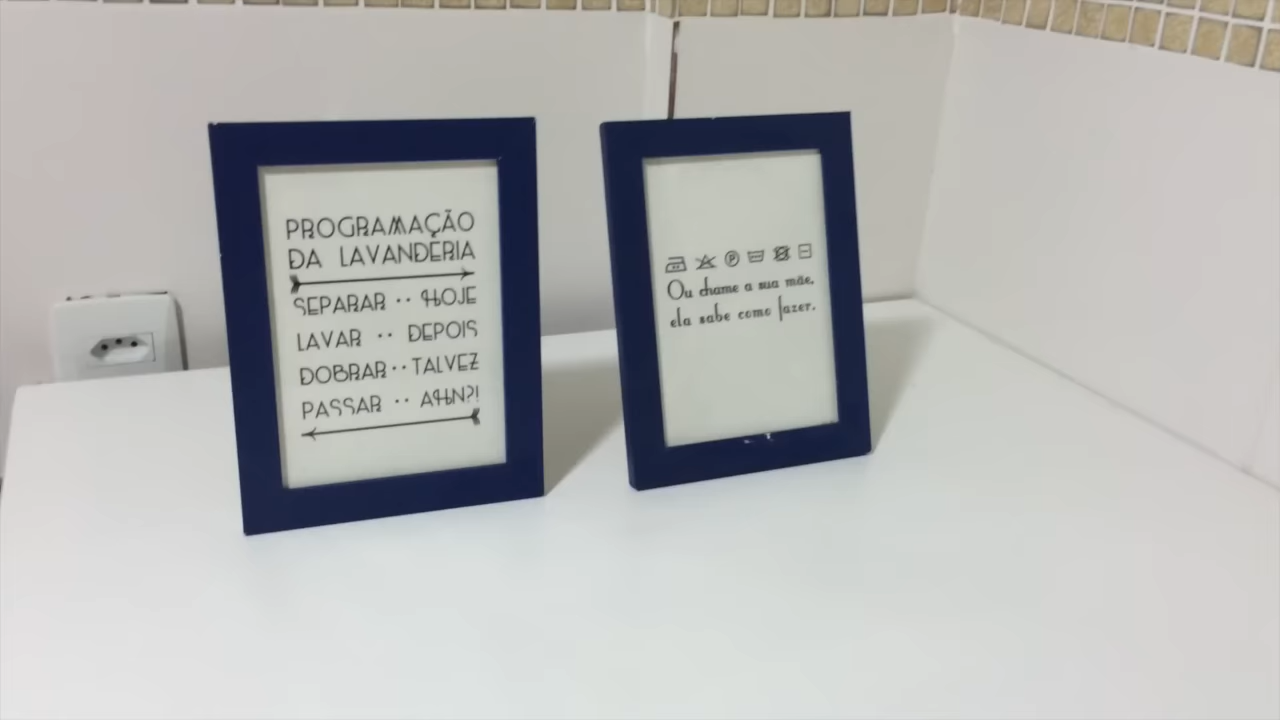 PROGRAMAÇÃO
DA LAVANDERIA
SEPARAR ·· HOJE
LAVAR ·· DEPOIS
DOBRAR ·· TALVEZ
PASSAR ·· AHN?!
Ou chame a sua mãe,
ela sabe como fazer.